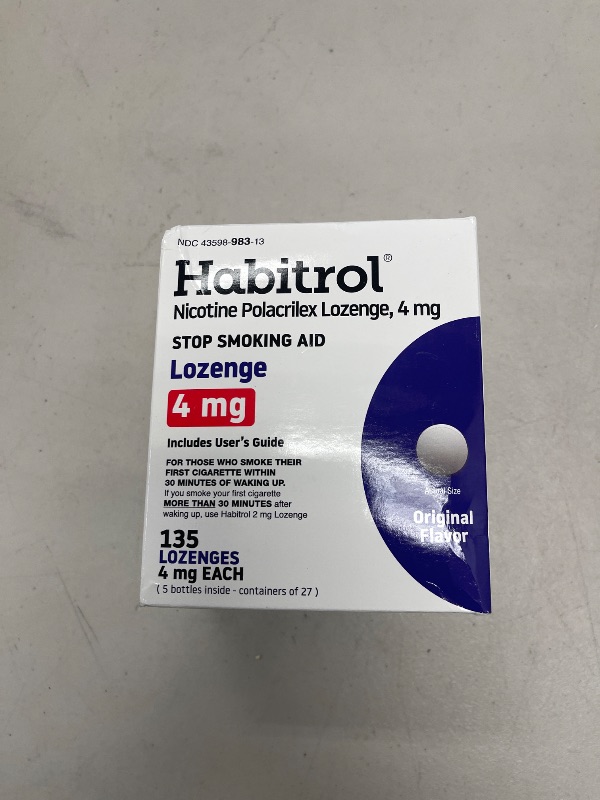 NDC 43598-983-13
Habitrol®
Nicotine Polacrilex Lozenge, 4 mg
STOP SMOKING AID
Lozenge
4 mg
Includes User's Guide
FOR THOSE WHO SMOKE THEIR
FIRST CIGARETTE WITHIN
30 MINUTES OF WAKING UP.
If you smoke your first cigarette
MORE THAN 30 MINUTES after
waking up, use Habitrol 2 mg Lozenge
135
LOZENGES
4 mg EACH
( 5 bottles inside - containers of 27 )
Actual Size
Original
Flavor